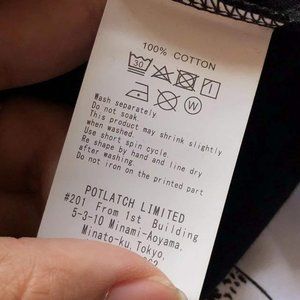 100% COTTON
30
W
Wash separately
Do not soak.
This product may shrink slightly
when washed.
Use short spin cycle
Re shape by hand and line dry
after washing.
Do not iron on the printed part
POTLATCH LIMITED
#201 From 1st. Building
5-3-10 Minami-Aoyama.
Minato-ku, Tokyo.